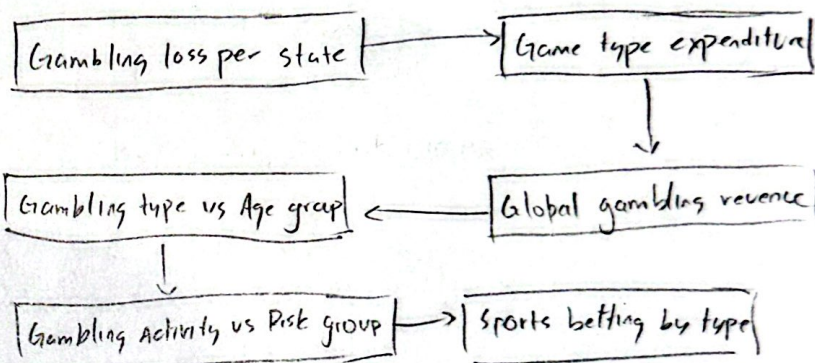 Gambling loss per state
Game type expenditure
Global gambling revence
Gambling type vs Age group
Gambling Activity vs Risk group
Sports betting by type